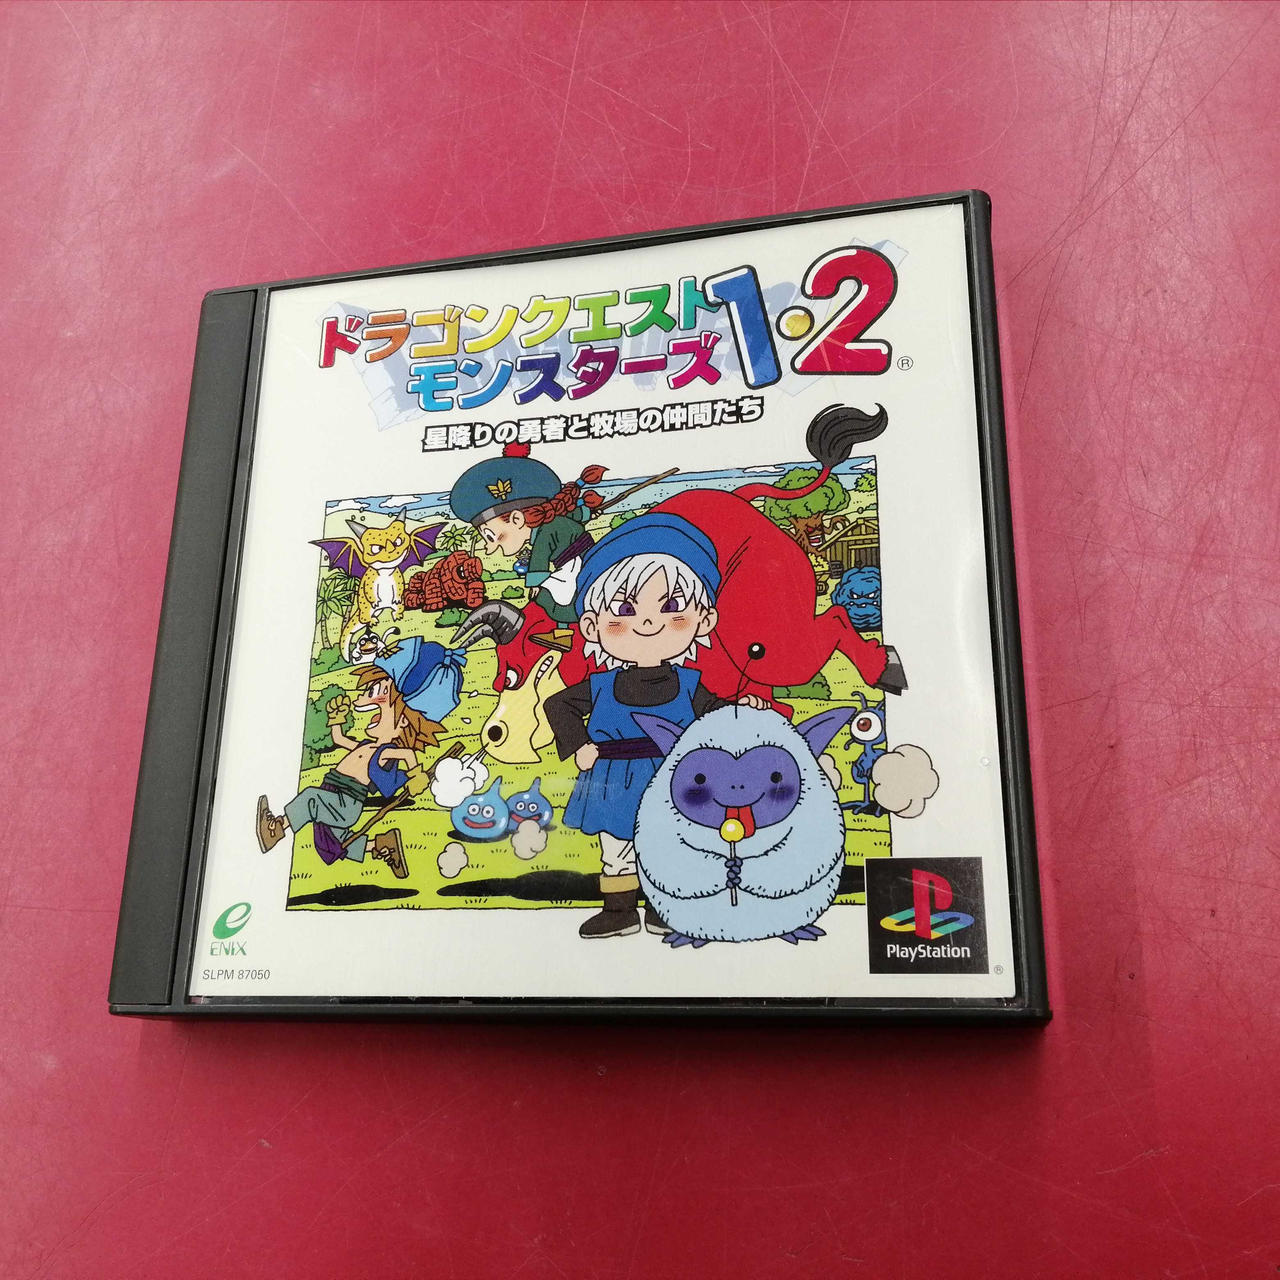 ドラゴンクエスト
モンスターズ1・2®
星降りの勇者と牧場の仲間たち
ENIX
SLPM 87050
PlayStation
®